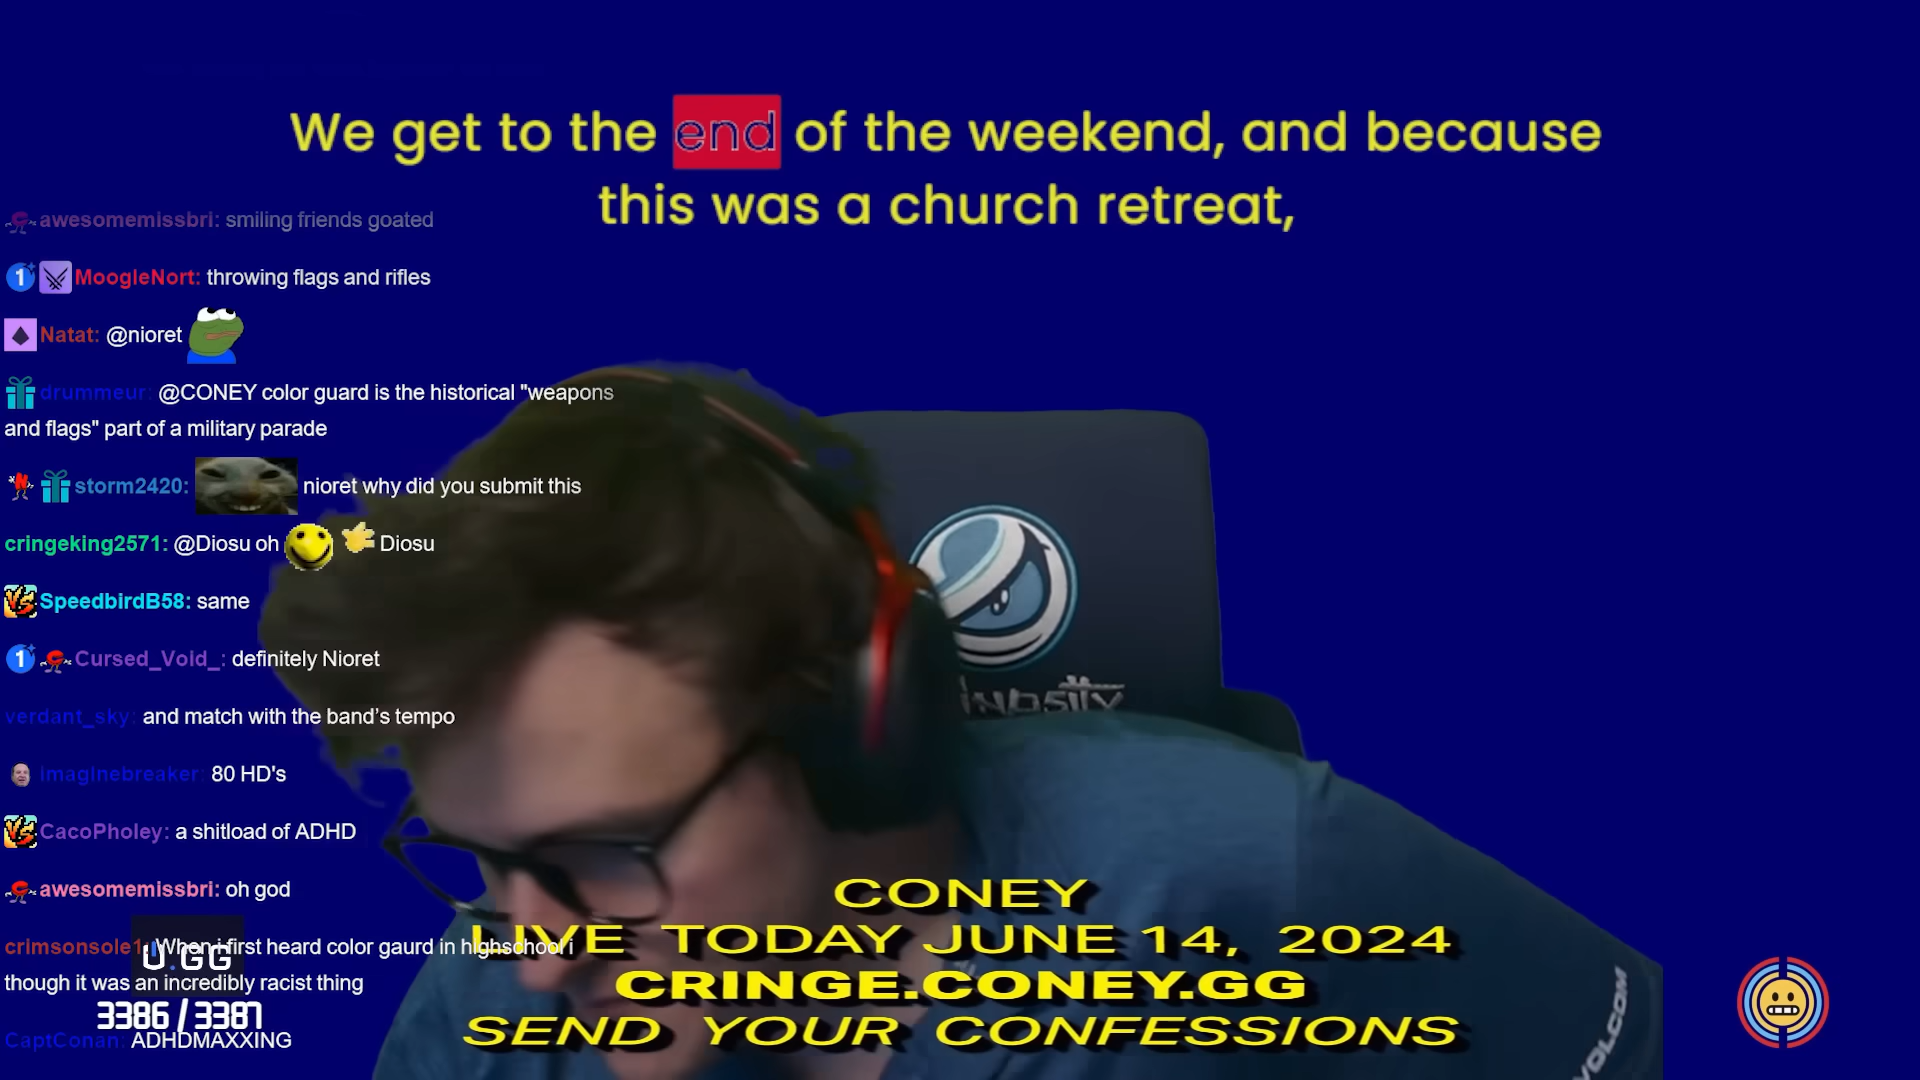 We get to the end of the weekend, and because
this was a church retreat,
awesomemissbri: smiling friends goated
1 MoogleNort: throwing flags and rifles
Natat: @nioret
drummeur: @CONEY color guard is the historical "weapons
and flags" part of a military parade
storm2420: nioret why did you submit this
cringeking2571: @Diosu oh Diosu
SpeedbirdB58: same
1 Cursed_Void_: definitely Nioret
verdant_sky: and match with the band's tempo
Imaginebreaker: 80 HD's
CacoPholey: a shitload of ADHD
awesomemissbri: oh god
crimsonsole1: When i first heard color gaurd in highschool i
though it was an incredibly racist thing
CaptConan: ADHDMAXXING
U.GG
3386 / 3387
CONEY
LIVE TODAY JUNE 14, 2024
CRINGE.CONEY.GG
SEND YOUR CONFESSIONS
VOLCOM